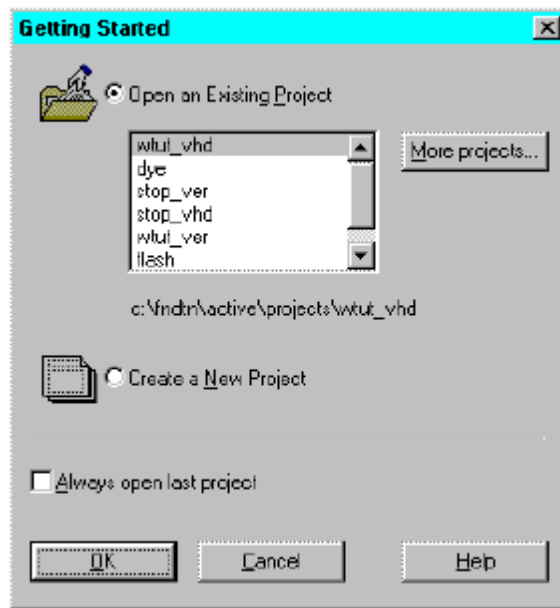 Getting Started
Open an Existing Project
wtut_vhd
dye
stop_ver
stop_vhd
wtut_ver
flash
More projects...
c:\fndtn\active\projects\wtut_vhd
Create a New Project
Always open last project
OK
Cancel
Help